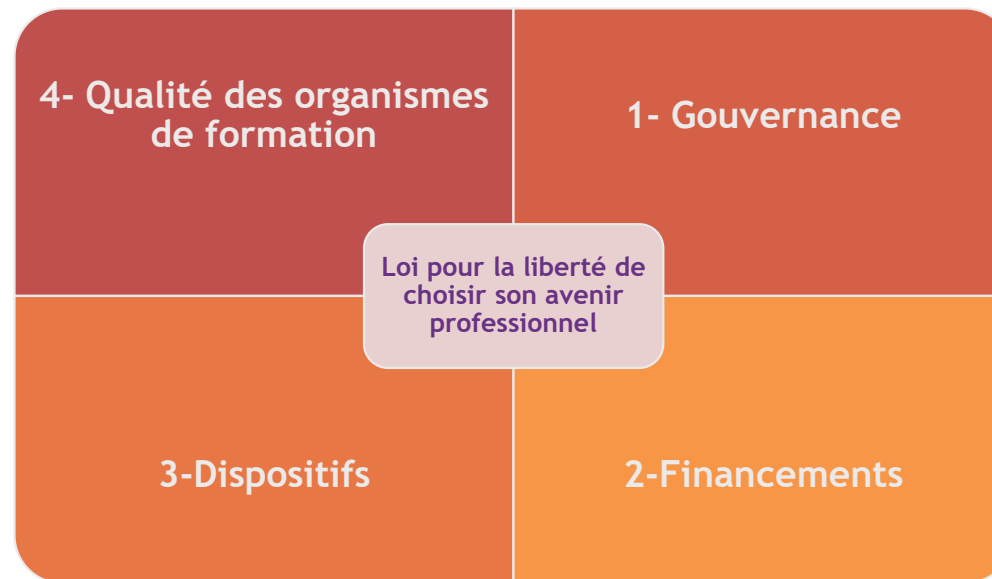 4- Qualité des organismes
de formation
1- Gouvernance
Loi pour la liberté de
choisir son avenir
professionnel
3-Dispositifs
2-Financements